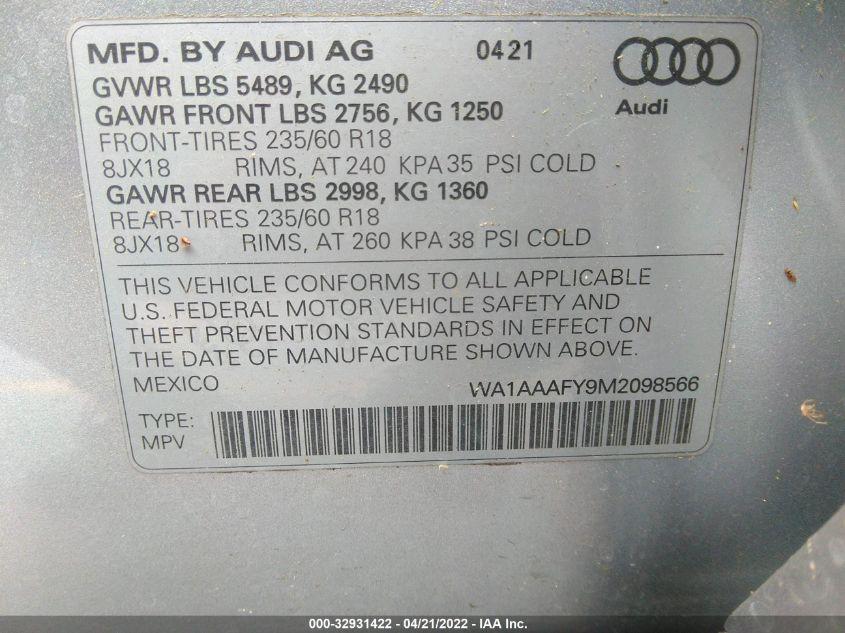 MFD. BY AUDI AG 0421
GVWR LBS 5489, KG 2490
GAWR FRONT LBS 2756, KG 1250
Audi
FRONT-TIRES 235/60 R18
8JX18 RIMS, AT 240 KPA 35 PSI COLD
GAWR REAR LBS 2998, KG 1360
REAR-TIRES 235/60 R18
8JX18 RIMS, AT 260 KPA 38 PSI COLD
THIS VEHICLE CONFORMS TO ALL APPLICABLE
U.S. FEDERAL MOTOR VEHICLE SAFETY AND
THEFT PREVENTION STANDARDS IN EFFECT ON
THE DATE OF MANUFACTURE SHOWN ABOVE.
MEXICO WA1AAAFY9M2098566
TYPE:
MPV
000-32931422 - 04/21/2022 - IAA Inc.